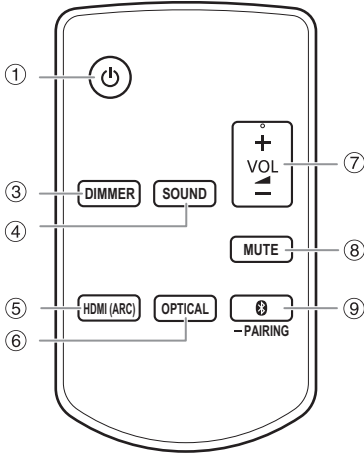 ①
+
VOL
−
⑦
③ DIMMER SOUND
④
MUTE ⑧
⑤ HDMI (ARC) OPTICAL ⑨
⑥ – PAIRING